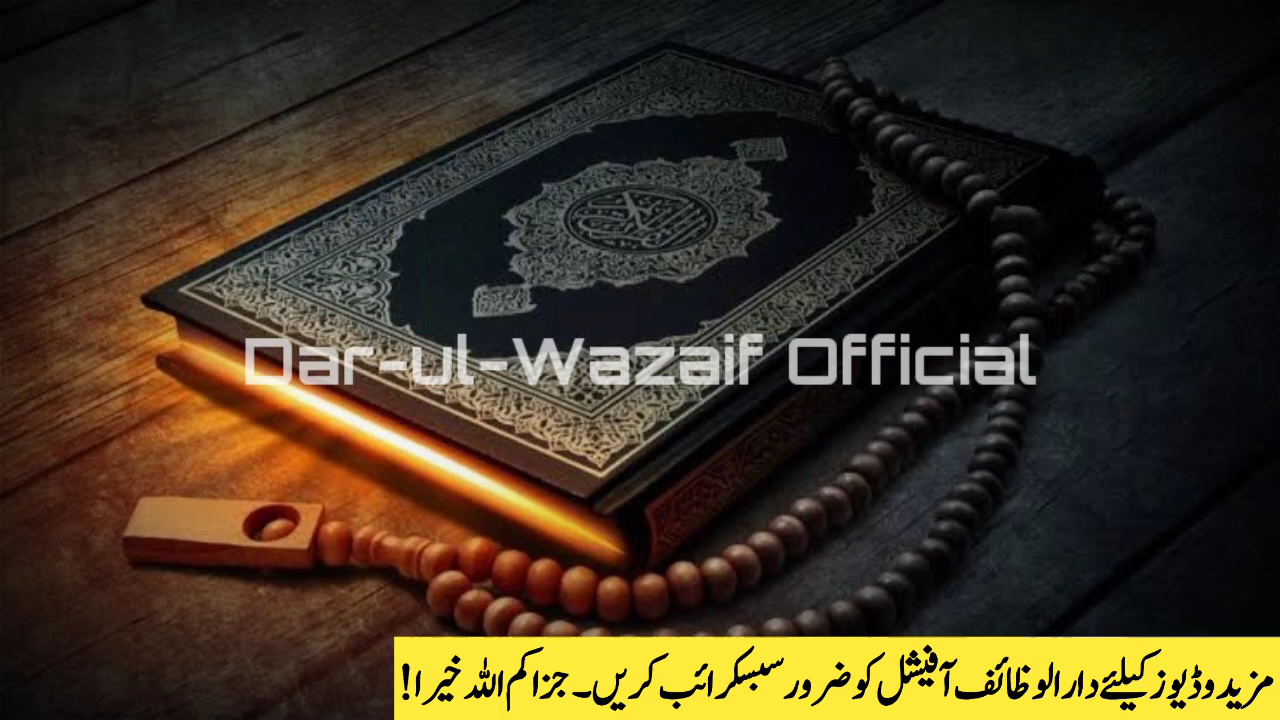 Dar-ul-Wazaif Official
مزید وڈیوز کیلئے دارالوظائف آفیشل کو ضرور سبسکرائب کریں۔ جزاکم اللہ خیرا!